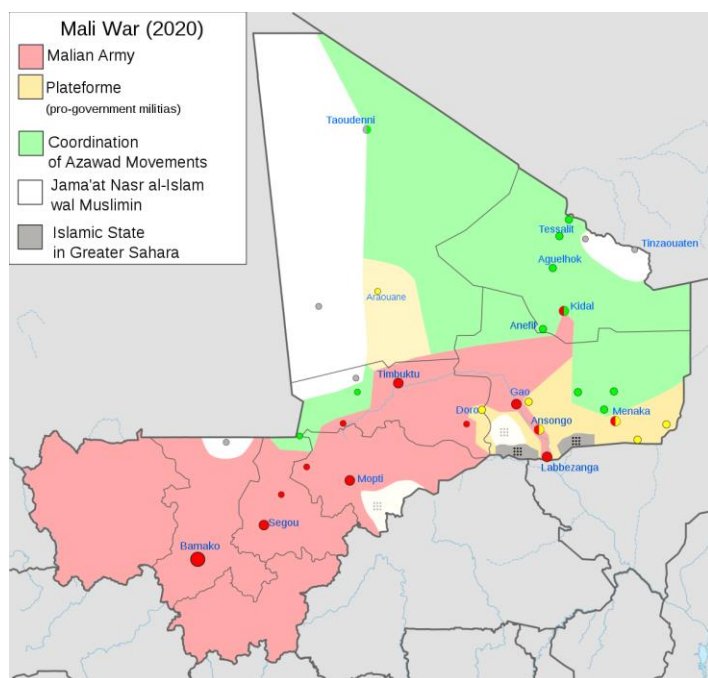 Mali War (2020)
Malian Army
Plateforme
(pro-government militias)
Coordination
of Azawad Movements
Jama'at Nasr al-Islam
wal Muslimin
Islamic State
in Greater Sahara
Taoudenni
Tessalit
Tinzaouaten
Aguelhok
Araouane
Kidal
Anefif
Timbuktu
Gao
Doro
Ansongo
Menaka
Labbezanga
Mopti
Segou
Bamako